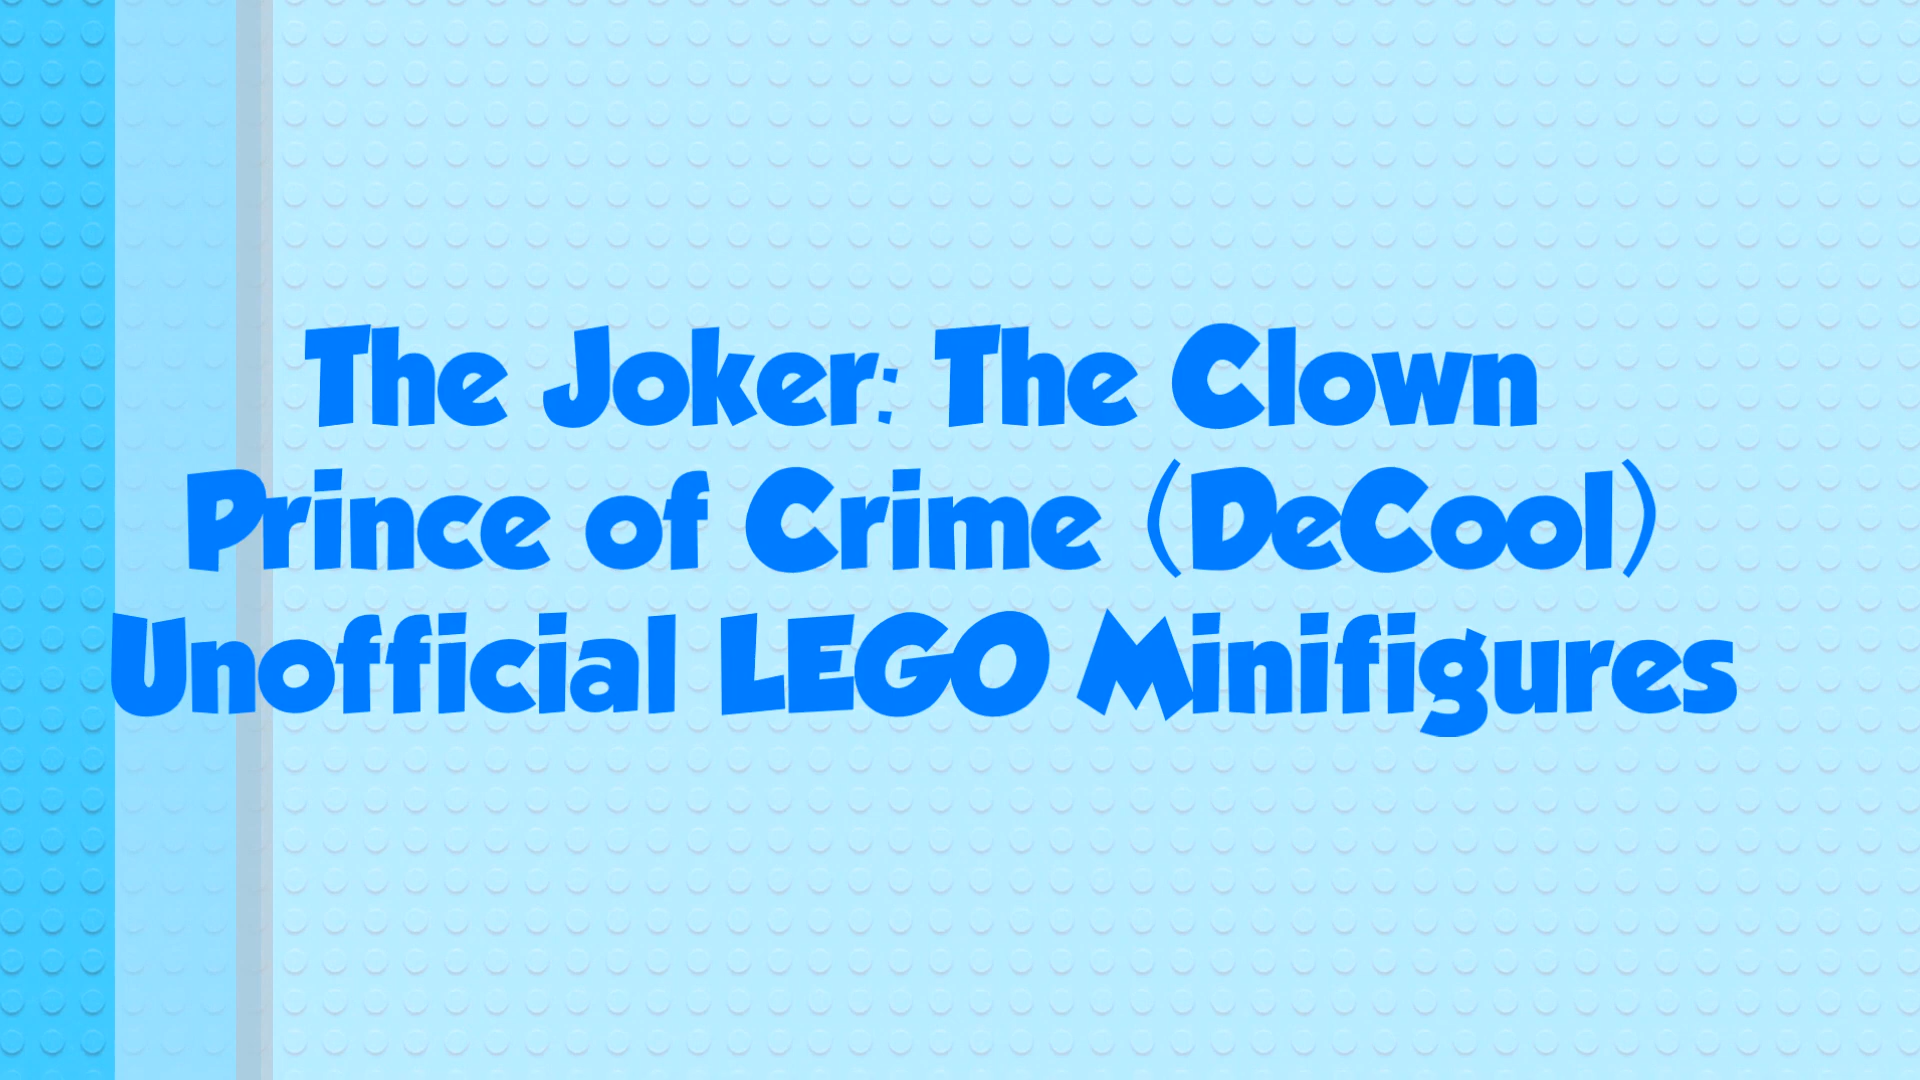 The Joker: The Clown
Prince of Crime (DeCool)
Unofficial LEGO Minifigures